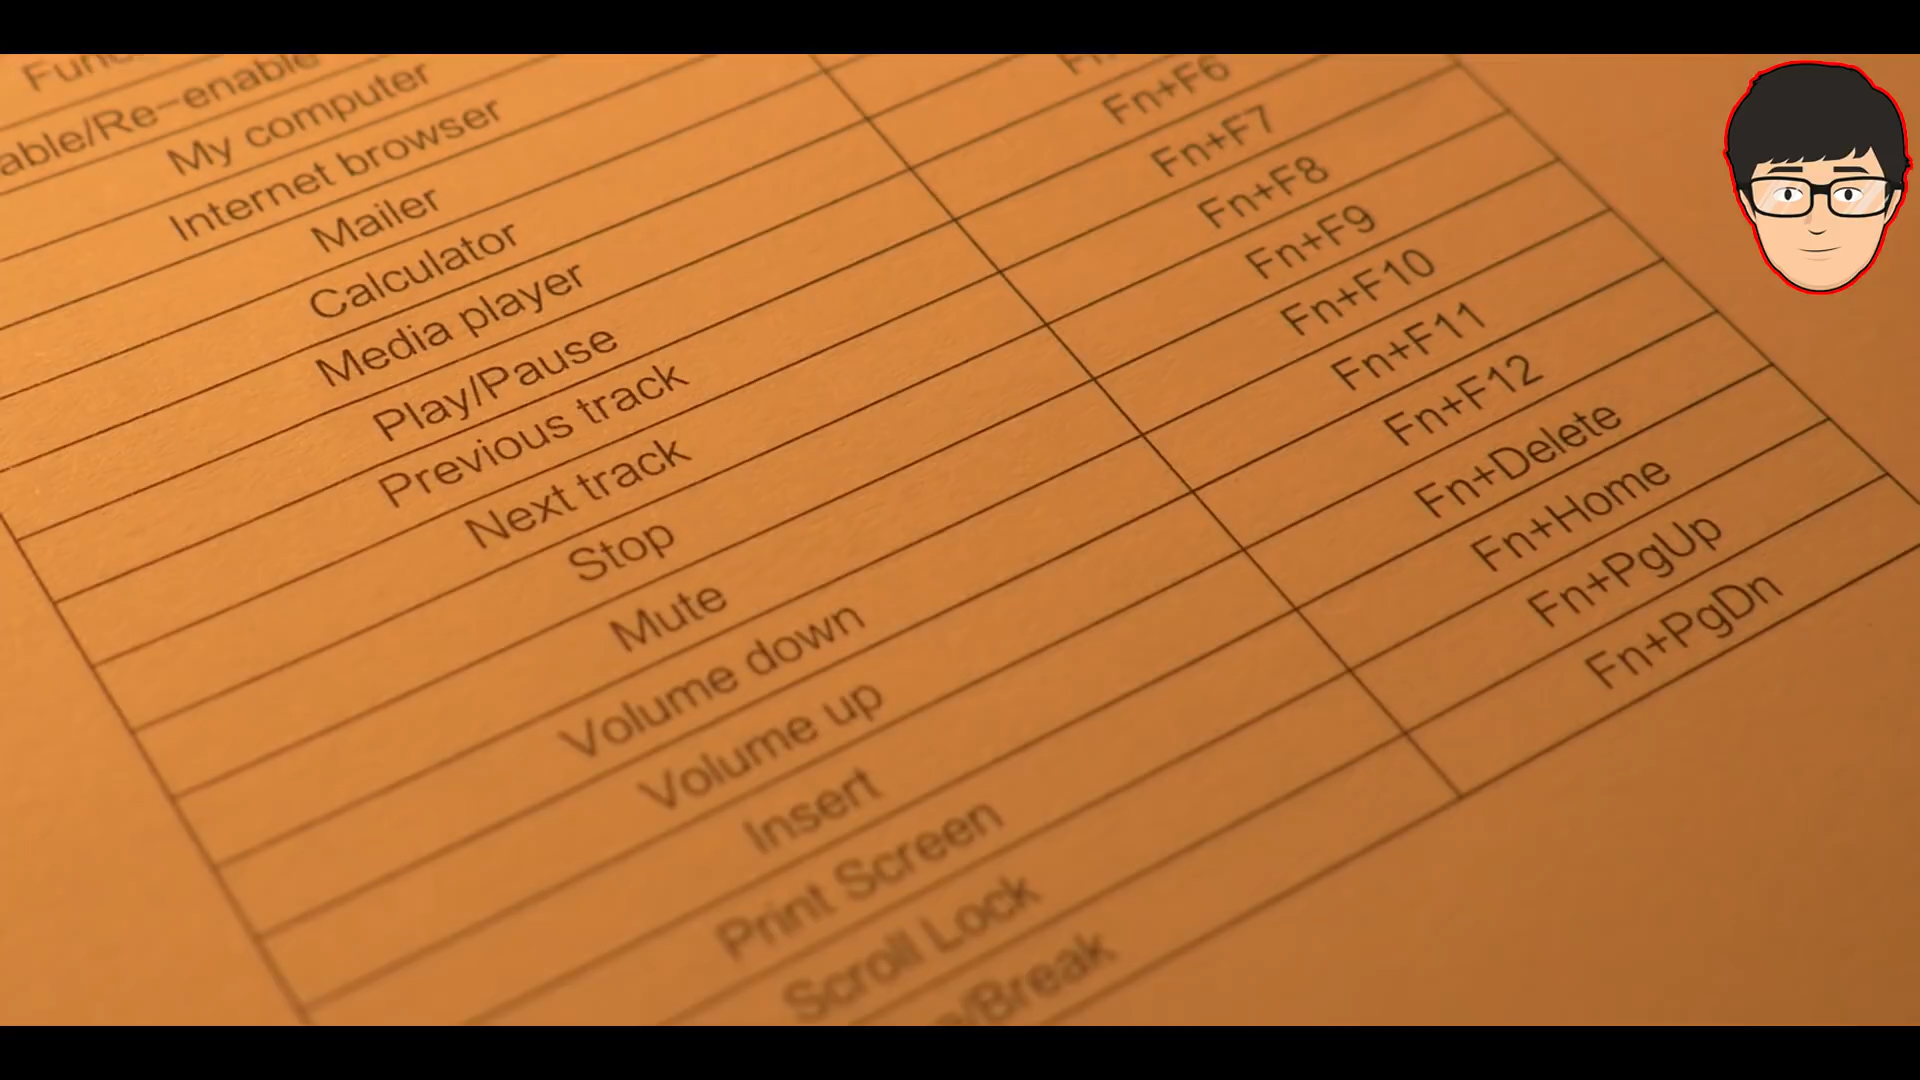 able/Re-enable
My computer
Internet browser
Mailer
Calculator
Media player
Play/Pause Fn+F6
Previous track Fn+F7
Next track Fn+F8
Stop Fn+F9
Mute Fn+F10
Volume down Fn+F11
Volume up Fn+F12
Insert Fn+Delete
Print Screen Fn+Home
Scroll Lock Fn+PgUp
/Break Fn+PgDn